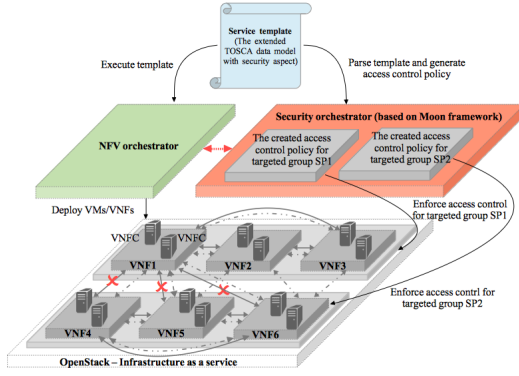 Service template
(The extended
TOSCA data model
with security aspect)
Execute template
Parse template and generate
access control policy
Security orchestrator (based on Moon framework)
NFV orchestrator
The created access
control policy for
targeted group SP1
The created access
control policy for
targeted group SP2
Deploy VMs/VNFs
Enforce access control
for targeted group SP1
VNFC
VNFC
VNF1
VNF2
VNF3
Enforce access contrl for
targeted group SP2
VNF4
VNF5
VNF6
OpenStack – Infrastructure as a service